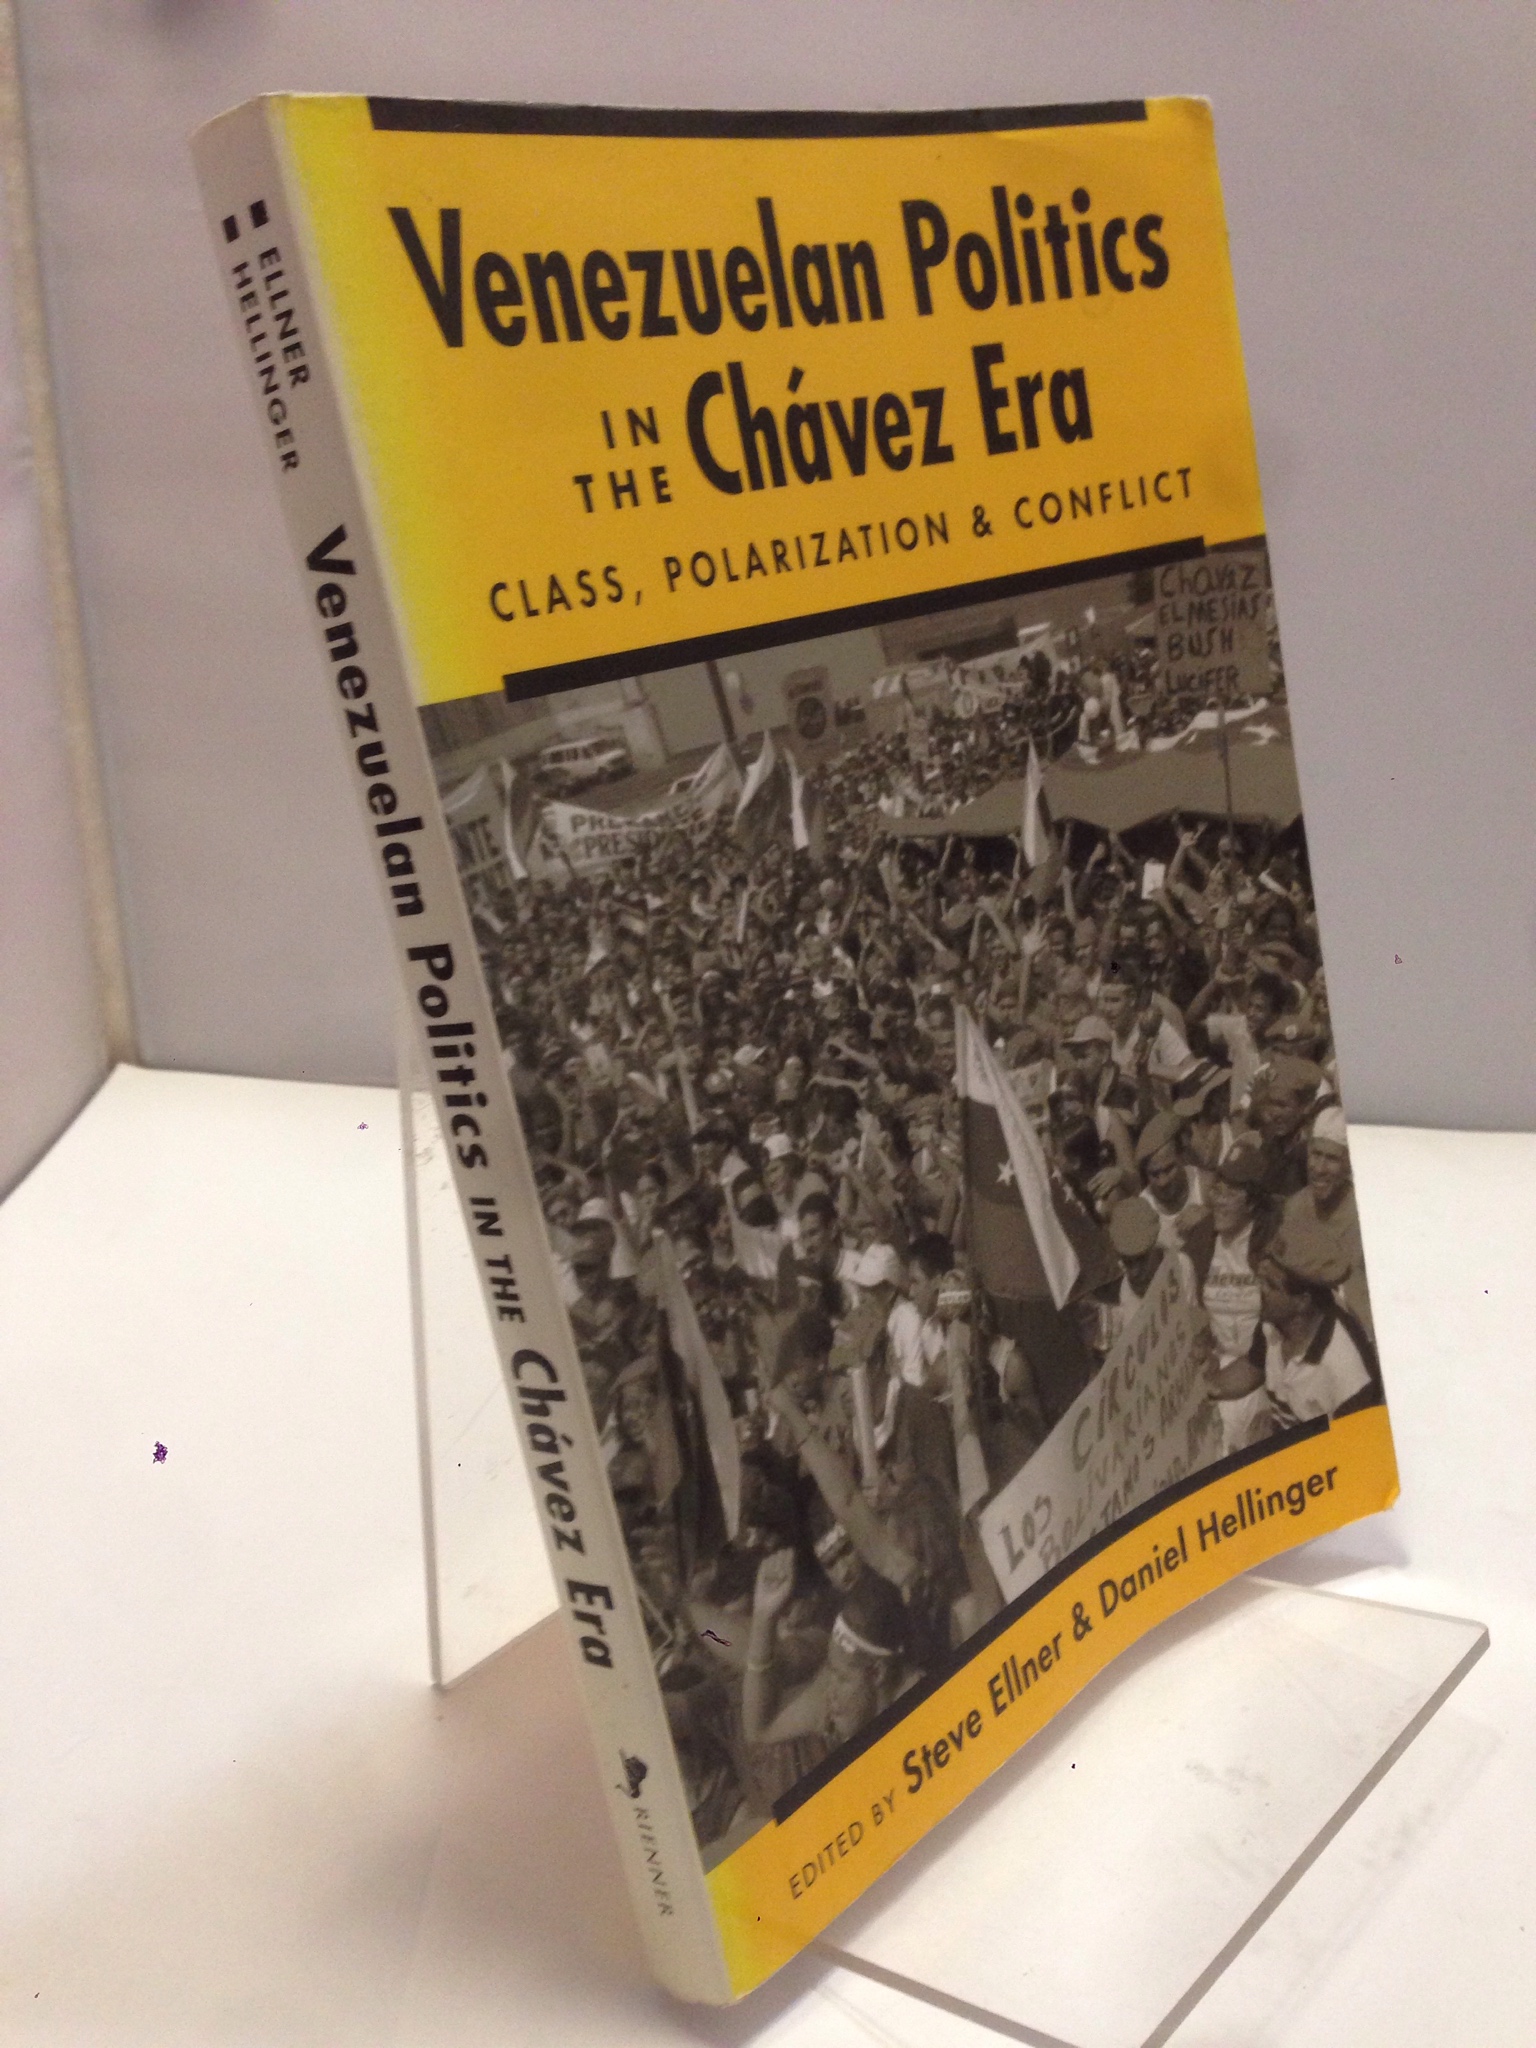 Venezuelan Politics
IN
THE Chávez Era
CLASS, POLARIZATION & CONFLICT
Chavez
EL MESIAS
BUSH
LUCIFER
LOS CÍRCULOS
BOLIVARIANOS
EDITED BY Steve Ellner & Daniel Hellinger
ELLNER
HELLINGER
Venezuelan Politics IN THE Chávez Era
RIENNER